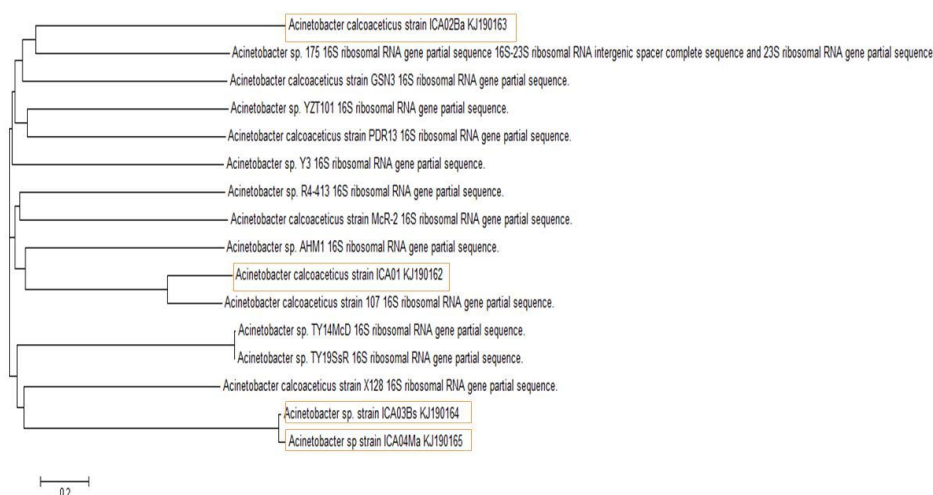 Acinetobacter calcoaceticus strain ICA02Ba KJ190163
Acinetobacter sp. 175 16S ribosomal RNA gene partial sequence 16S-23S ribosomal RNA intergenic spacer complete sequence and 23S ribosomal RNA gene partial sequence
Acinetobacter calcoaceticus strain GSN3 16S ribosomal RNA gene partial sequence.
Acinetobacter sp. YZT101 16S ribosomal RNA gene partial sequence.
Acinetobacter calcoaceticus strain PDR13 16S ribosomal RNA gene partial sequence.
Acinetobacter sp. Y3 16S ribosomal RNA gene partial sequence.
Acinetobacter sp. R4-413 16S ribosomal RNA gene partial sequence.
Acinetobacter calcoaceticus strain McR-2 16S ribosomal RNA gene partial sequence.
Acinetobacter sp. AHM1 16S ribosomal RNA gene partial sequence.
Acinetobacter calcoaceticus strain ICA01 KJ190162
Acinetobacter calcoaceticus strain 107 16S ribosomal RNA gene partial sequence.
Acinetobacter sp. TY14McD 16S ribosomal RNA gene partial sequence.
Acinetobacter sp. TY19SsR 16S ribosomal RNA gene partial sequence.
Acinetobacter calcoaceticus strain X128 16S ribosomal RNA gene partial sequence.
Acinetobacter sp. strain ICA03Bs KJ190164
Acinetobacter sp strain ICA04Ma KJ190165
0.2